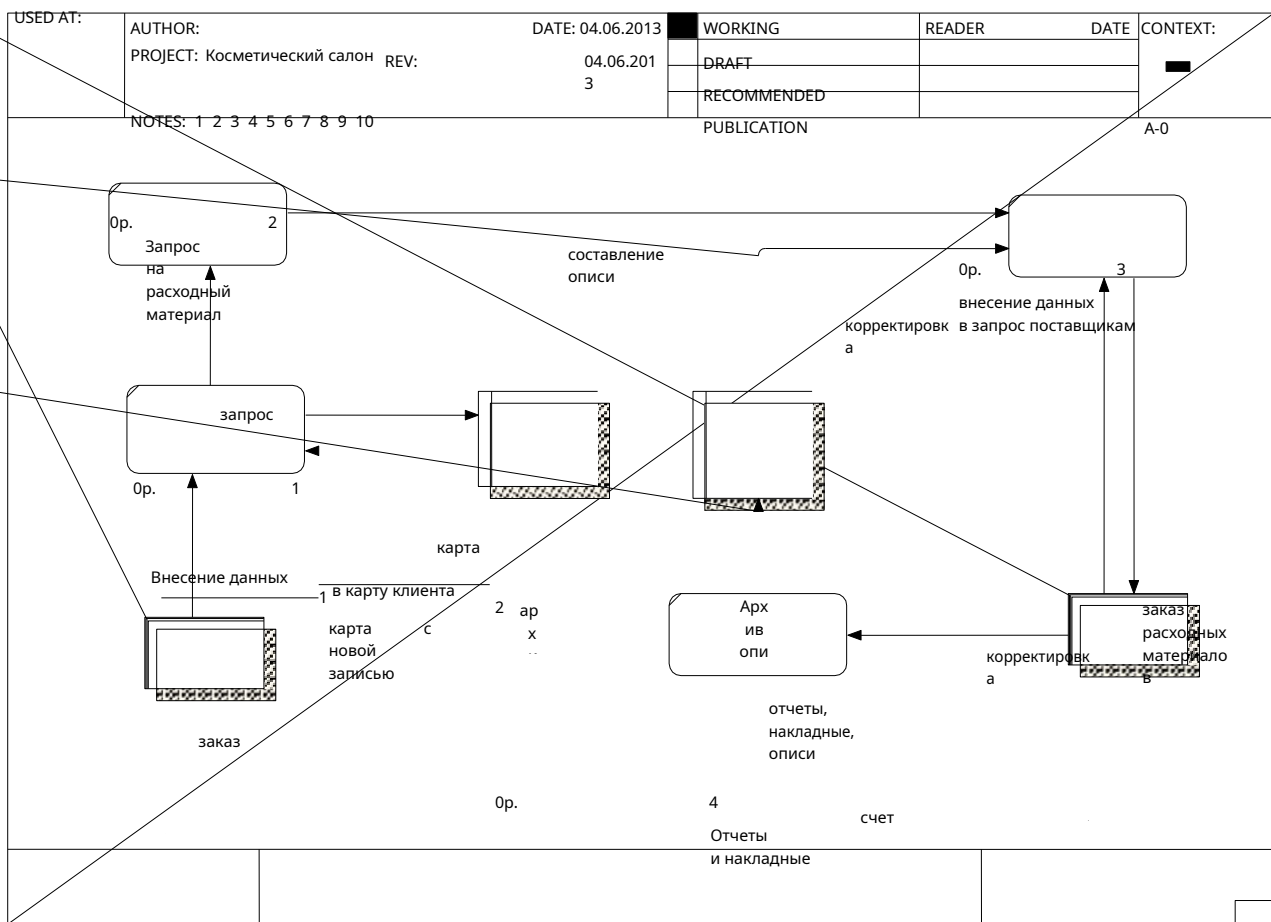 USED AT:
AUTHOR:
DATE: 04.06.2013
WORKING
READER
DATE
CONTEXT:
PROJECT: Косметический салон
REV:
04.06.201
3
DRAFT
RECOMMENDED
NOTES: 1 2 3 4 5 6 7 8 9 10
PUBLICATION
A-0
0р.
2
Запрос
на
расходный
материал
составление
описи
0р.
3
внесение данных
в запрос поставщикам
корректировк
а
запрос
0р.
1
карта
Внесение данных
в карту клиента
1
карта с
новой
записью
2
ар
х
Арх
ив
опи
заказ
расходных
материало
в
корректировк
а
заказ
отчеты,
накладные,
описи
0р.
4
счет
Отчеты
и накладные